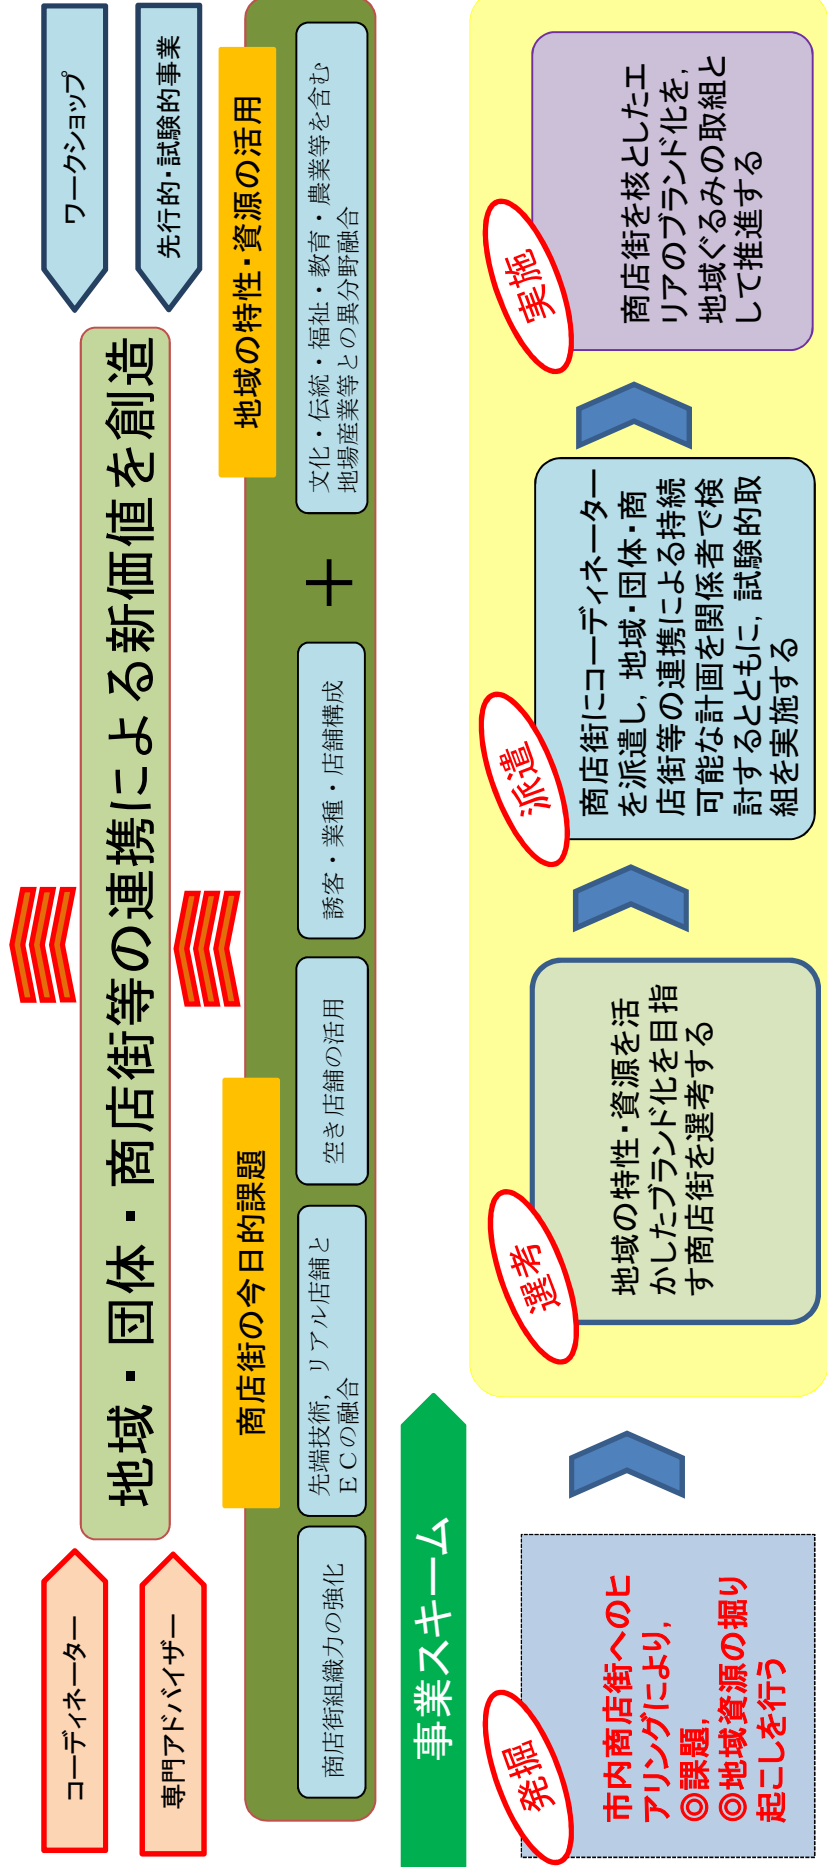 コーディネーター
専門アドバイザー
地域・団体・商店街等の連携による新価値を創造
ワークショップ
先行的・試験的事業
商店街の今日的課題
地域の特性・資源の活用
商店街組織力の強化
先端技術，リアル店舗と
ＥＣの融合
空き店舗の活用
誘客・業種・店舗構成
＋
文化・伝統・福祉・教育・農業等を含む
地場産業等との異分野融合
事業スキーム
発掘
市内商店街へのヒ
アリングにより，
◎課題，
◎地域資源の掘り
起こしを行う
選考
地域の特性・資源を活
かしたブランド化を目指
す商店街を選考する
派遣
商店街にコーディネーター
を派遣し，地域・団体・商
店街等の連携による持続
可能な計画を関係者で検
討するとともに，試験的取
組を実施する
実施
商店街を核としたエ
リアのブランド化を，
地域ぐるみの取組と
して推進する